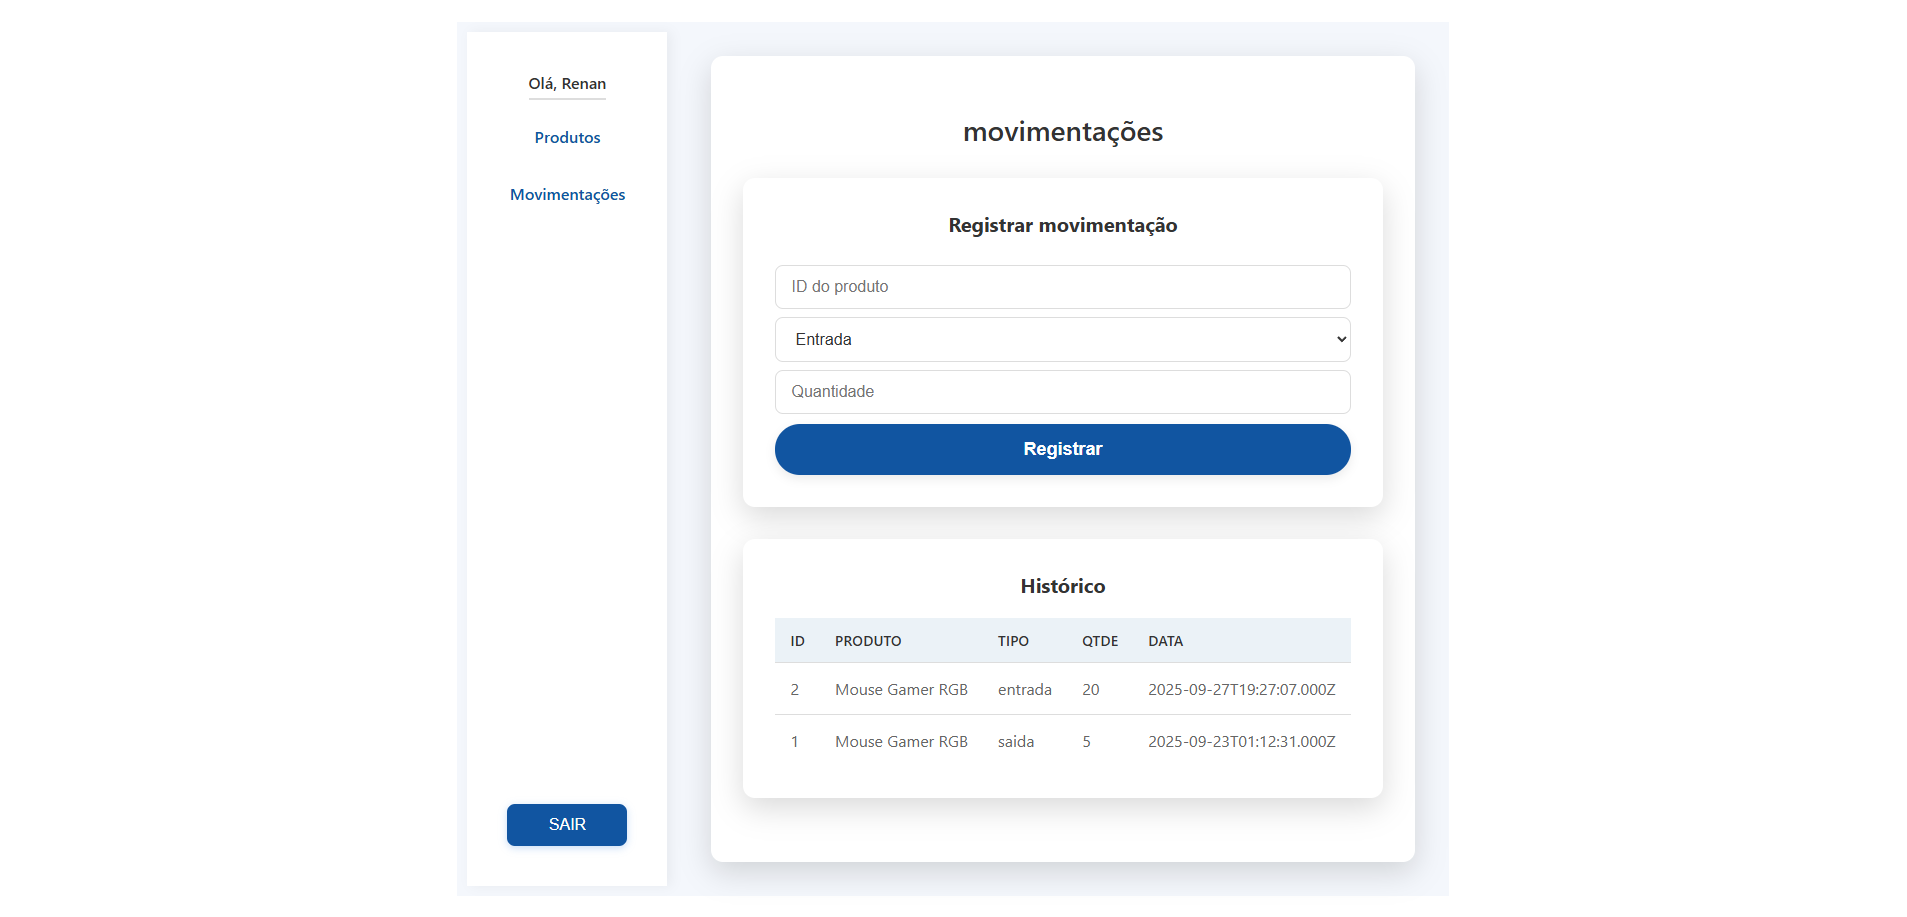 Olá, Renan
Produtos
Movimentações
SAIR
movimentações
Registrar movimentação
ID do produto
Entrada
Quantidade
Registrar
Histórico
ID PRODUTO TIPO QTDE DATA
2 Mouse Gamer RGB entrada 20 2025-09-27T19:27:07.000Z
1 Mouse Gamer RGB saida 5 2025-09-23T01:12:31.000Z